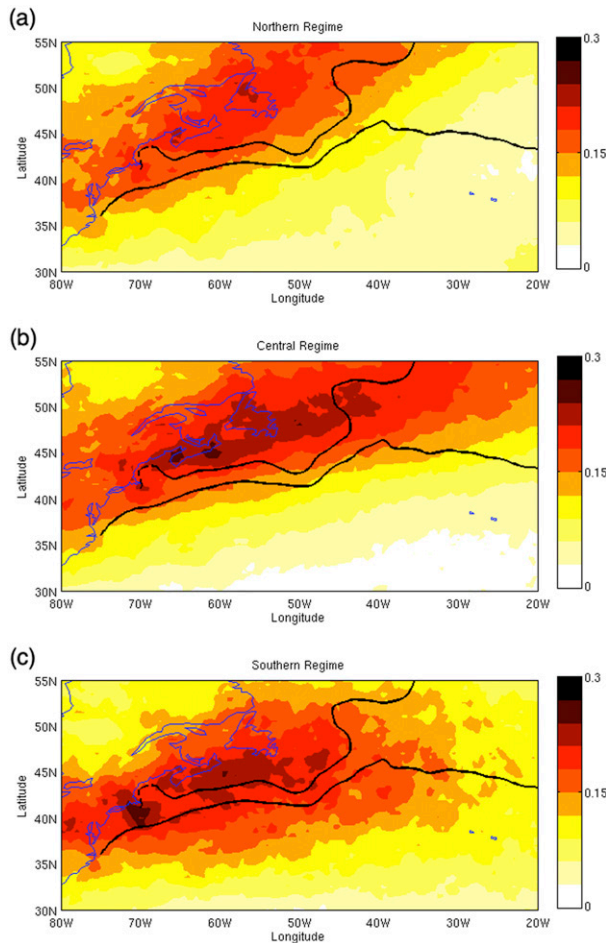 (a)
Northern Regime
55N
50N
45N
40N
35N
30N
Latitude
80W 70W 60W 50W 40W 30W 20W
Longitude
0.3
0.15
0
(b)
Central Regime
55N
50N
45N
40N
35N
30N
Latitude
80W 70W 60W 50W 40W 30W 20W
Longitude
0.3
0.15
0
(c)
Southern Regime
55N
50N
45N
40N
35N
30N
Latitude
80W 70W 60W 50W 40W 30W 20W
Longitude
0.3
0.15
0